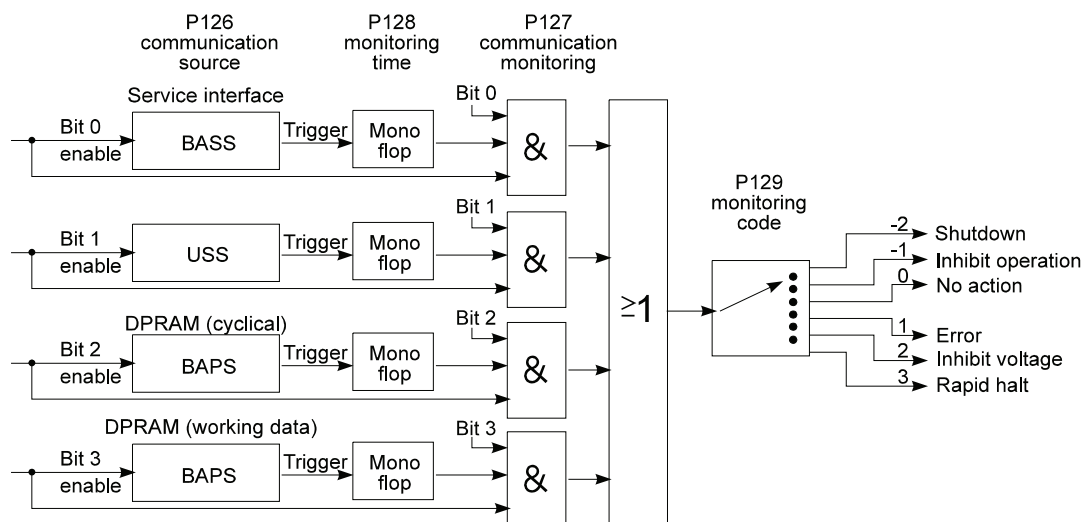 P126
communication
source
P128
monitoring
time
P127
communication
monitoring
Service interface
Bit 0
enable
BASS
Trigger
Mono
flop
Bit 0
&
Bit 1
enable
USS
Trigger
Mono
flop
Bit 1
&
DPRAM (cyclical)
Bit 2
enable
BAPS
Trigger
Mono
flop
Bit 2
&
DPRAM (working data)
Bit 3
enable
BAPS
Trigger
Mono
flop
Bit 3
&
≥1
P129
monitoring
code
-2 Shutdown
-1 Inhibit operation
0 No action
1 Error
2 Inhibit voltage
3 Rapid halt